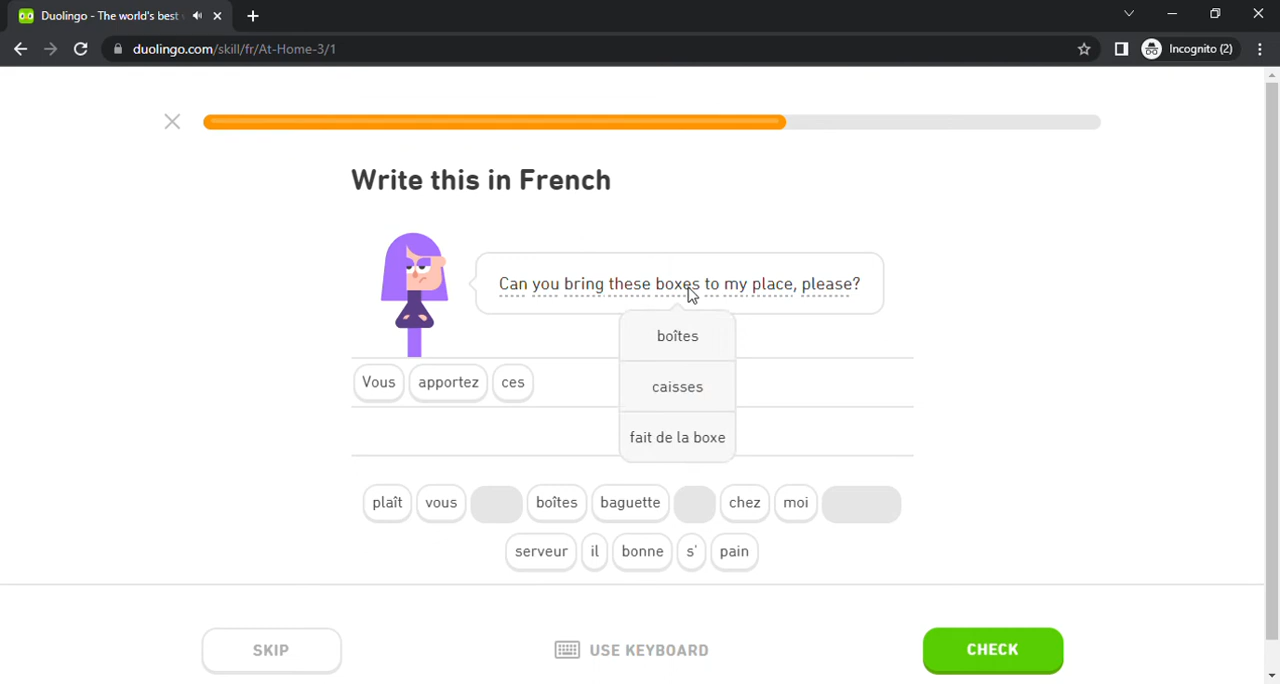 Duolingo - The world's best
duolingo.com/skill/fr/At-Home-3/1
Incognito (2)
Write this in French
Can you bring these boxes to my place, please?
boîtes
caisses
fait de la boxe
Vous apportez ces
plaît vous boîtes baguette chez moi
serveur il bonne s' pain
SKIP
USE KEYBOARD
CHECK